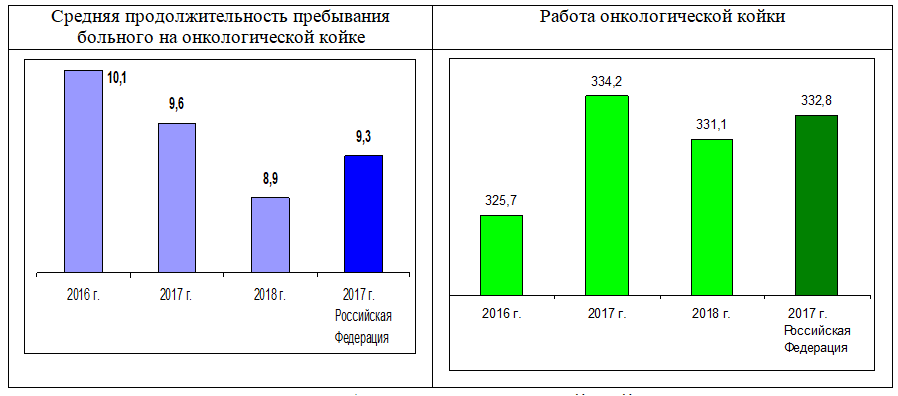 Средняя продолжительность пребывания
больного на онкологической койке
10,1
9,6
8,9
9,3
2016 г.
2017 г.
2018 г.
2017 г.
Российская
Федерация
Работа онкологической койки
325,7
334,2
331,1
332,8
2016 г.
2017 г.
2018 г.
2017 г.
Российская
Федерация